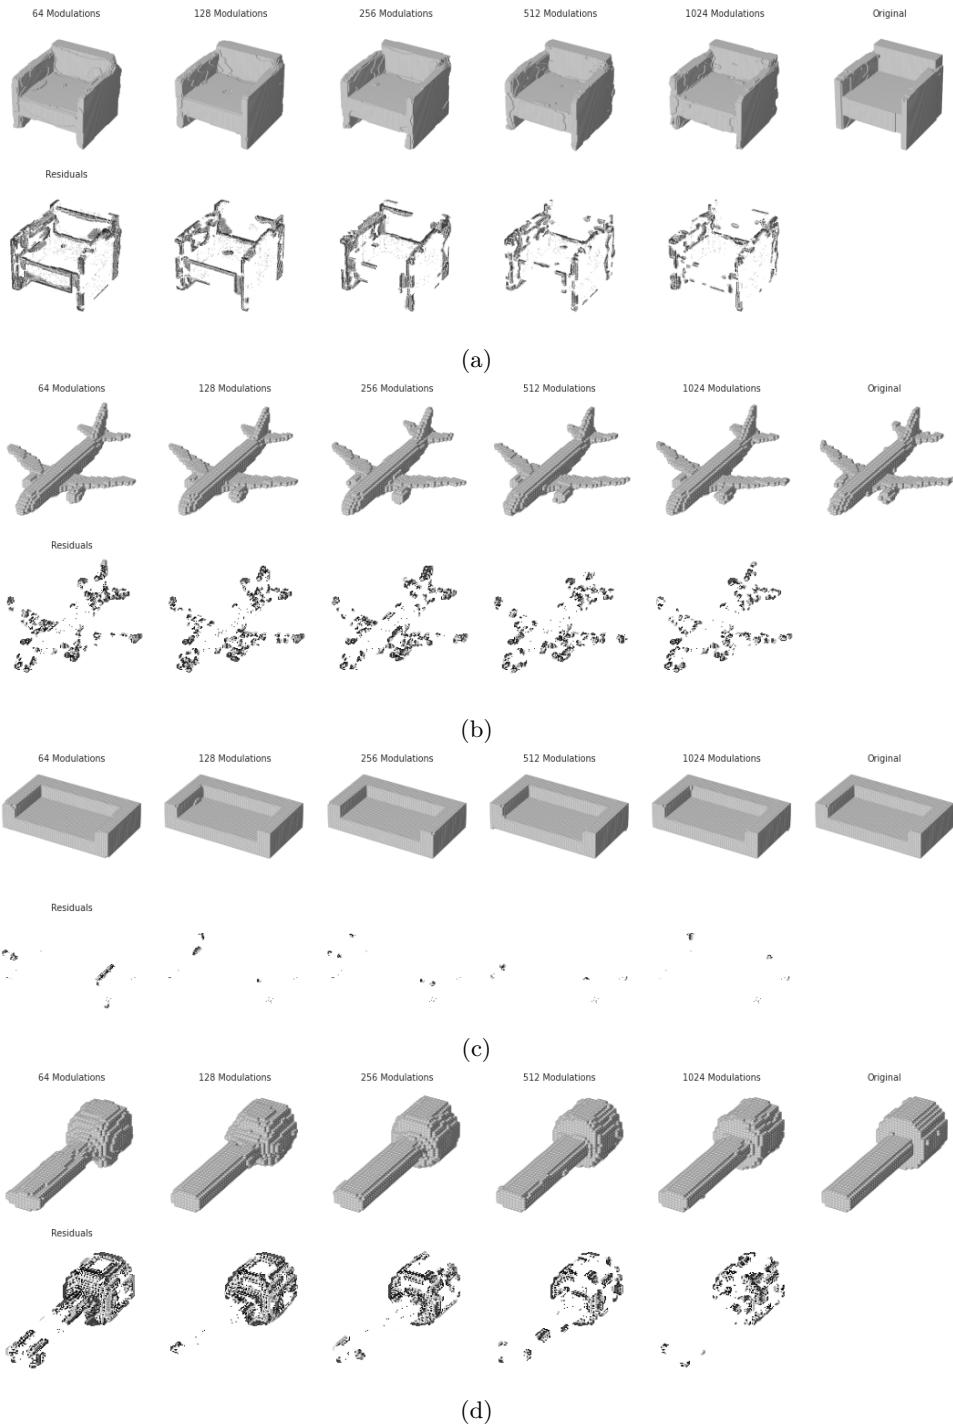 64 Modulations 128 Modulations 256 Modulations 512 Modulations 1024 Modulations Original
Residuals
(a)
64 Modulations 128 Modulations 256 Modulations 512 Modulations 1024 Modulations Original
Residuals
(b)
64 Modulations 128 Modulations 256 Modulations 512 Modulations 1024 Modulations Original
Residuals
(c)
64 Modulations 128 Modulations 256 Modulations 512 Modulations 1024 Modulations Original
Residuals
(d)